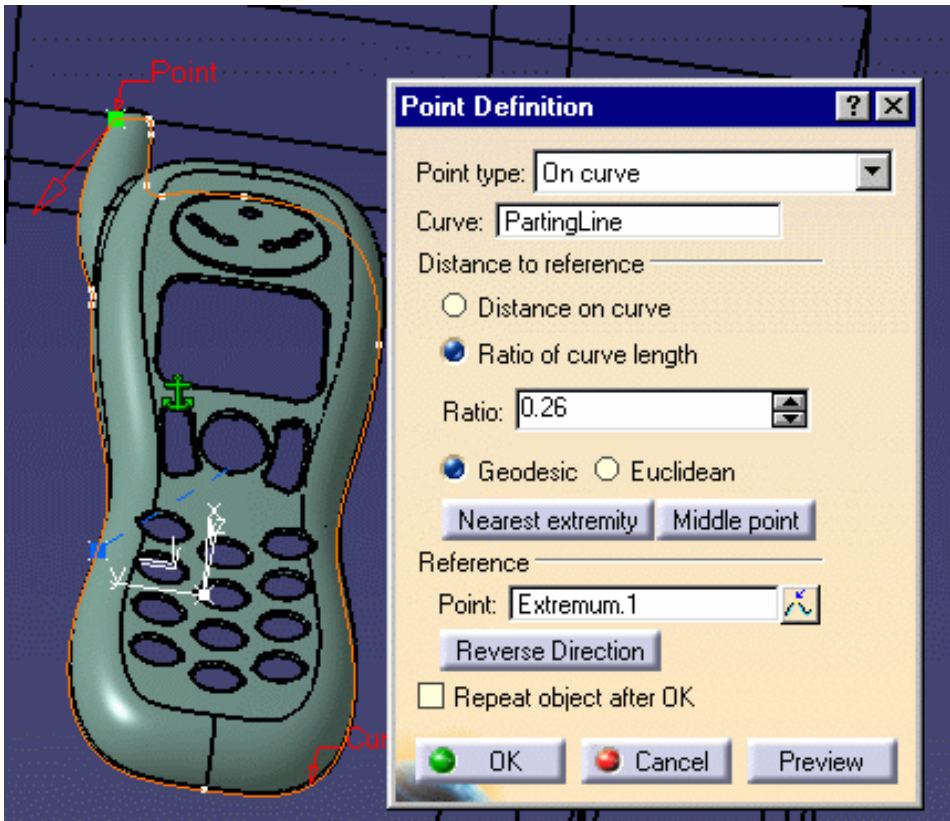 Point
Point Definition
Point type: On curve
Curve: PartingLine
Distance to reference
Distance on curve
Ratio of curve length
Ratio: 0.26
Geodesic Euclidean
Nearest extremity Middle point
Reference
Point: Extremum.1
Reverse Direction
Repeat object after OK
OK Cancel Preview
Cur
x
z
y